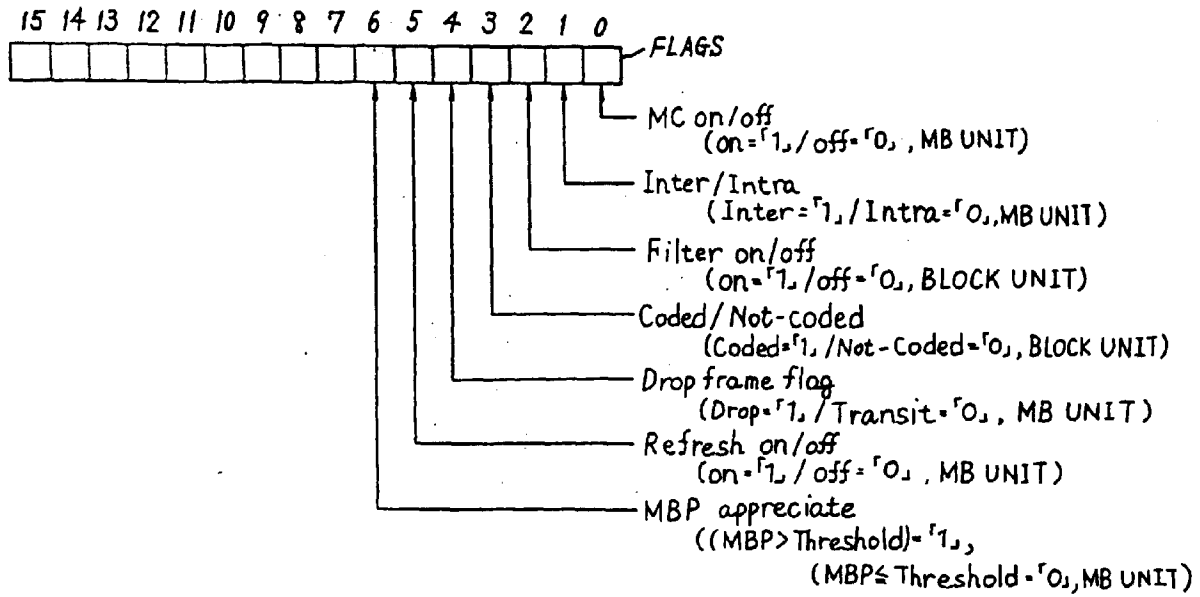 15 14 13 12 11 10 9 8 7 6 5 4 3 2 1 0
FLAGS
MC on/off
(on=「1」/off=「0」, MB UNIT)
Inter/Intra
(Inter=「1」/Intra=「0」,MB UNIT)
Filter on/off
(on=「1」/off=「0」, BLOCK UNIT)
Coded/Not-coded
(Coded=「1」/Not-Coded=「0」, BLOCK UNIT)
Drop frame flag
(Drop=「1」/Transit=「0」, MB UNIT)
Refresh on/off
(on=「1」/off=「0」, MB UNIT)
MBP appreciate
((MBP>Threshold)=「1」,
(MBP≦Threshold=「0」,MB UNIT)